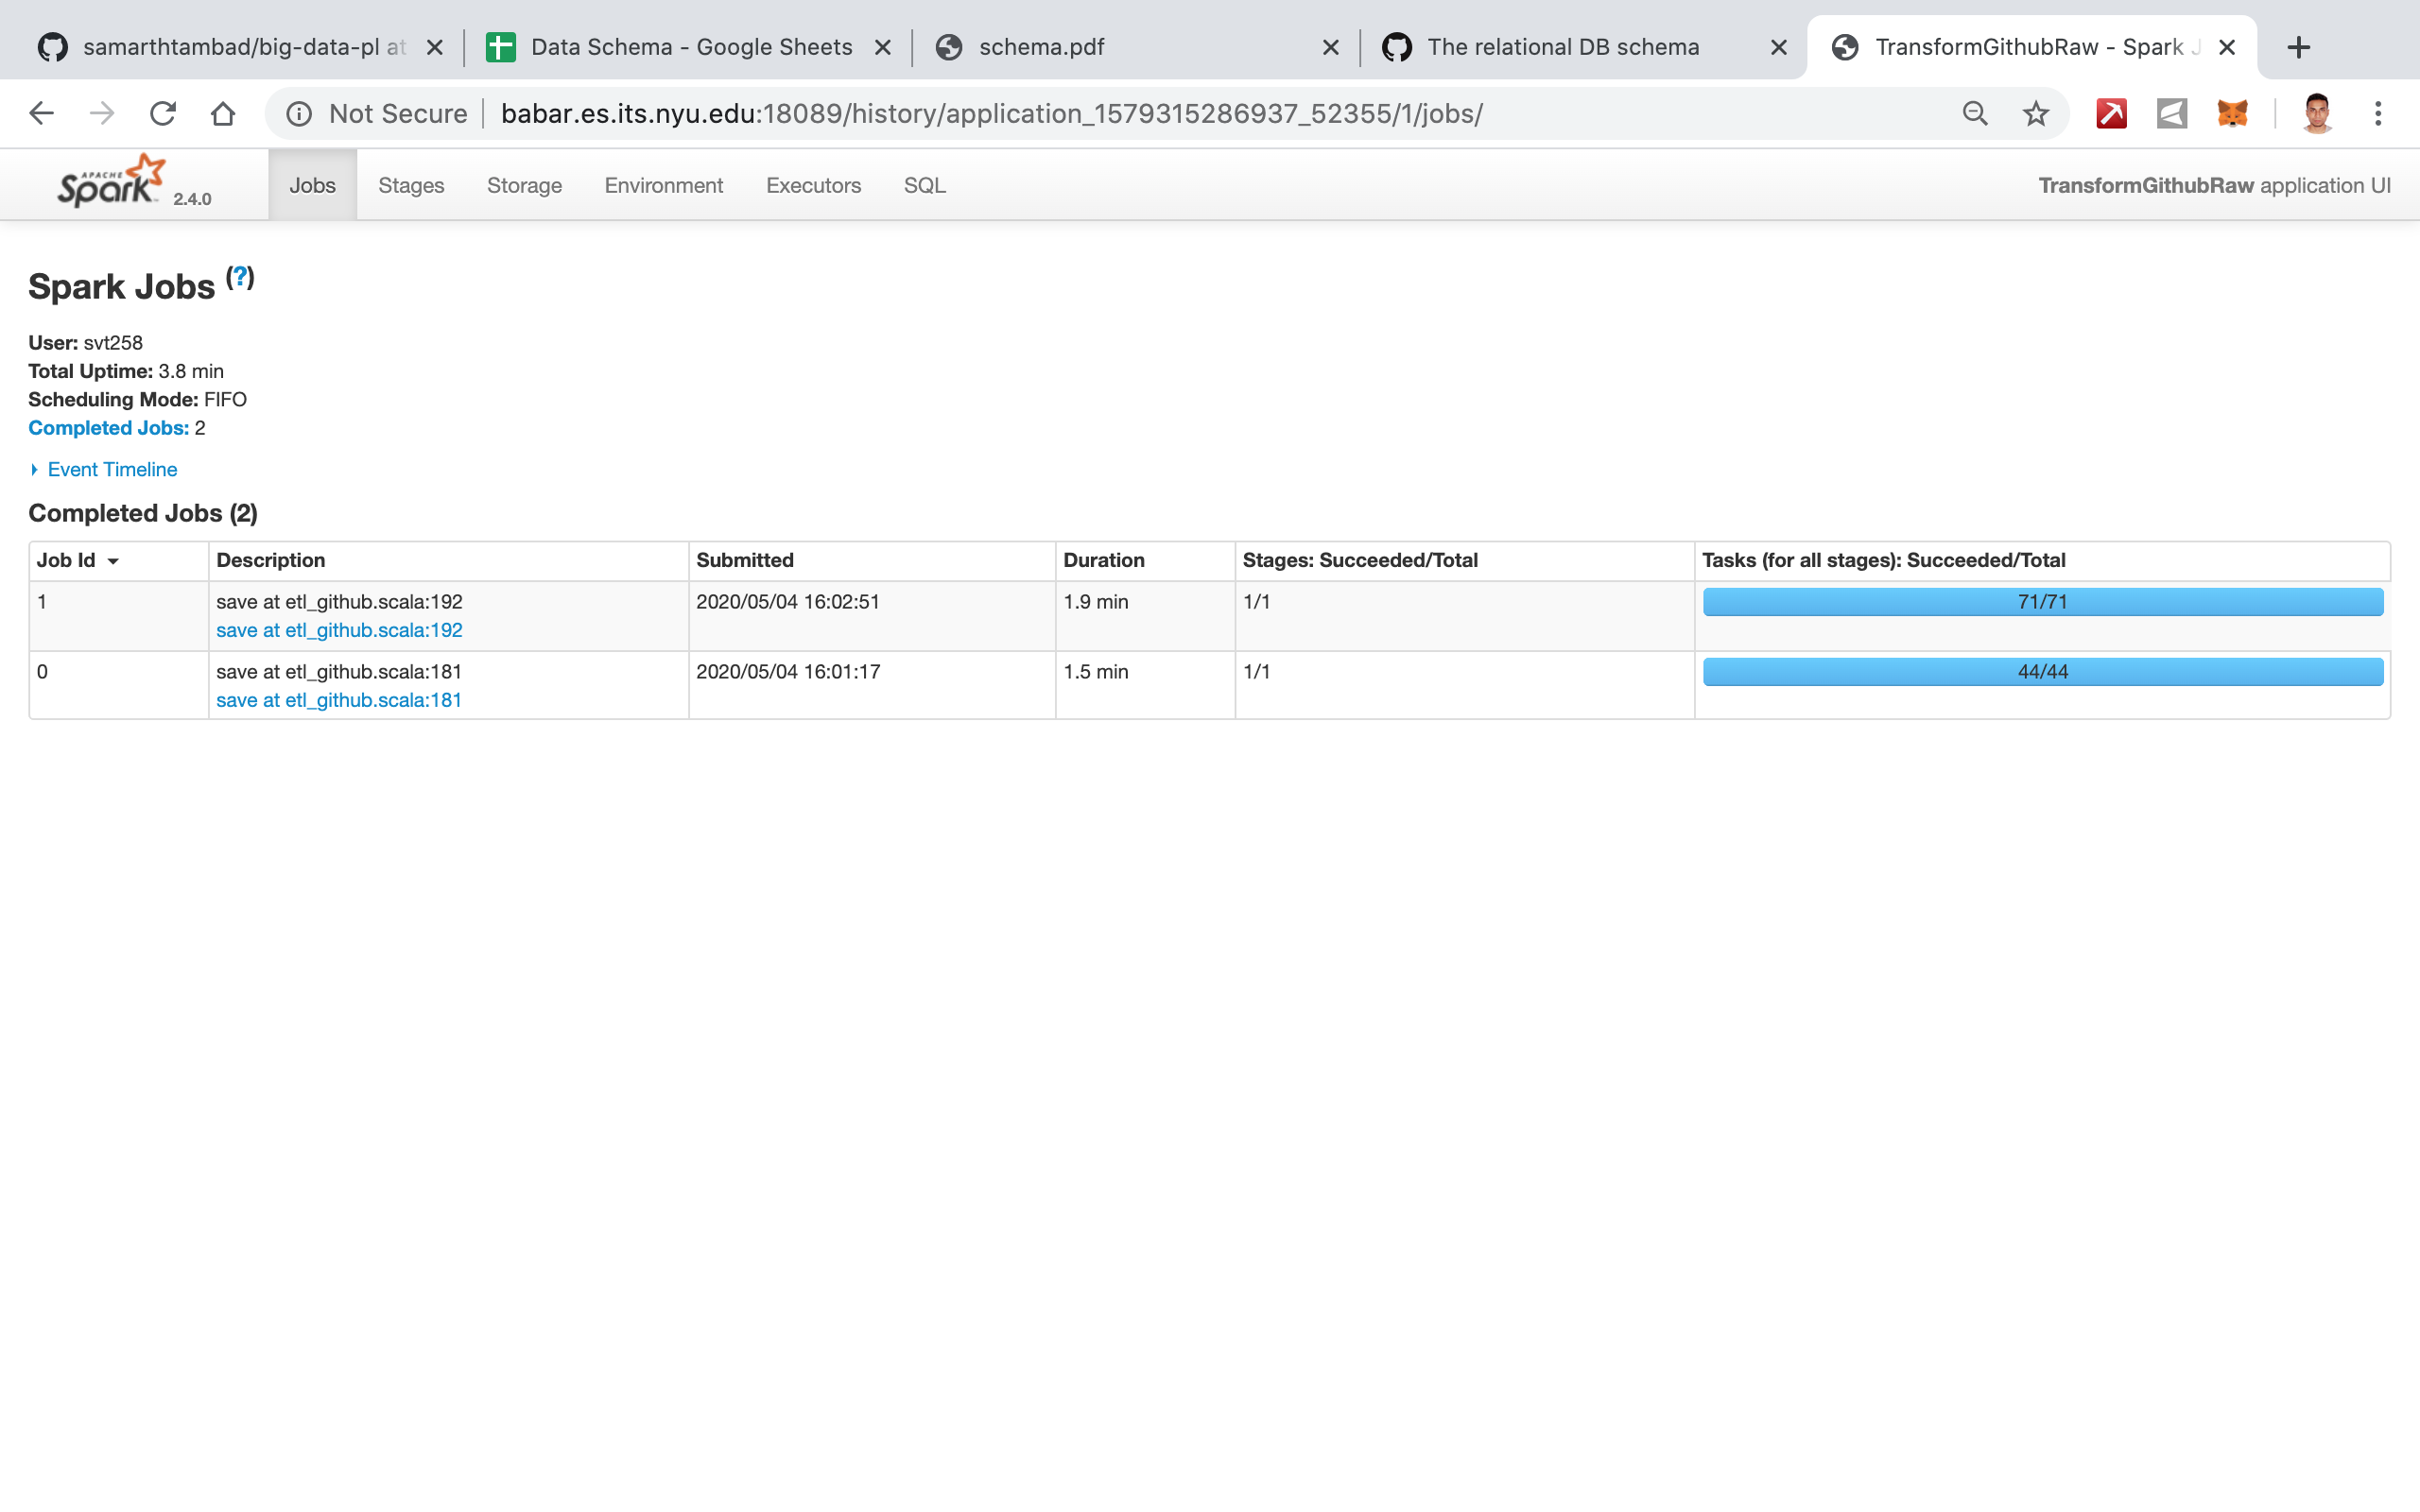 samarthtambad/big-data-pl at
Data Schema - Google Sheets
schema.pdf
The relational DB schema
TransformGithubRaw - Spark J
Not Secure
babar.es.its.nyu.edu:18089/history/application_1579315286937_52355/1/jobs/
APACHE Spark 2.4.0
Jobs
Stages
Storage
Environment
Executors
SQL
TransformGithubRaw application UI
Spark Jobs (?)
User: svt258
Total Uptime: 3.8 min
Scheduling Mode: FIFO
Completed Jobs: 2
Event Timeline
Completed Jobs (2)
Job Id Description Submitted Duration Stages: Succeeded/Total Tasks (for all stages): Succeeded/Total
1 save at etl_github.scala:192 2020/05/04 16:02:51 1.9 min 1/1 71/71
save at etl_github.scala:192
0 save at etl_github.scala:181 2020/05/04 16:01:17 1.5 min 1/1 44/44
save at etl_github.scala:181